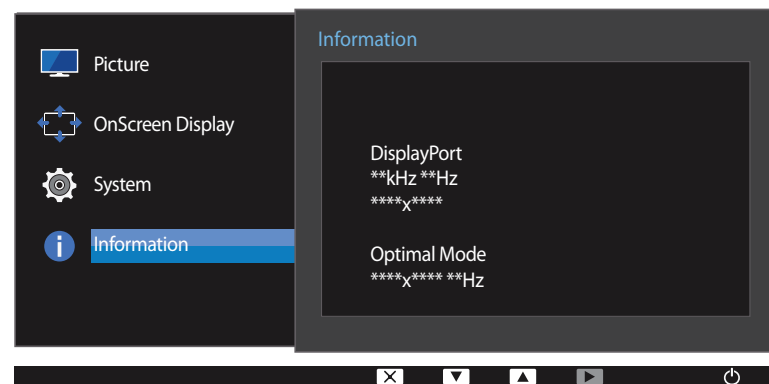 Picture
OnScreen Display
System
Information
Information
DisplayPort
**kHz **Hz
****x****
Optimal Mode
****x**** **Hz